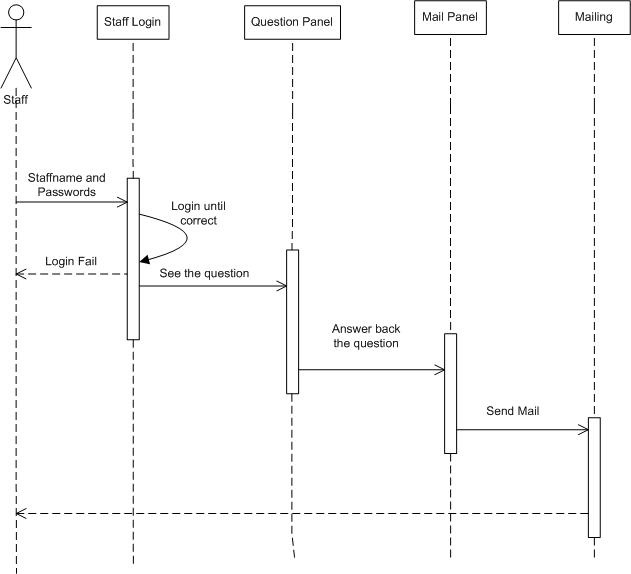 Staff Login
Question Panel
Mail Panel
Mailing
Staff
Staffname and
Passwords
Login until
correct
Login Fail
See the question
Answer back
the question
Send Mail